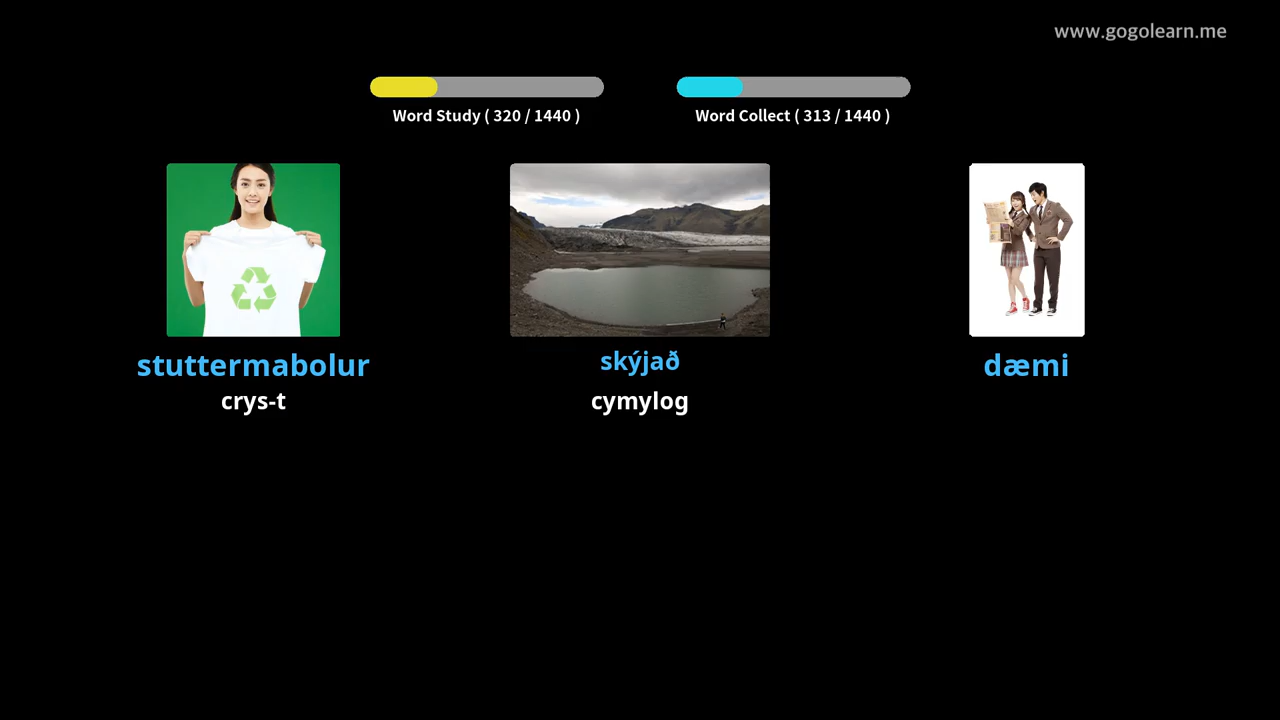 www.gogolearn.me
Word Study ( 320 / 1440 )
Word Collect ( 313 / 1440 )
stuttermabolur
crys-t
skýjað
cymylog
dæmi